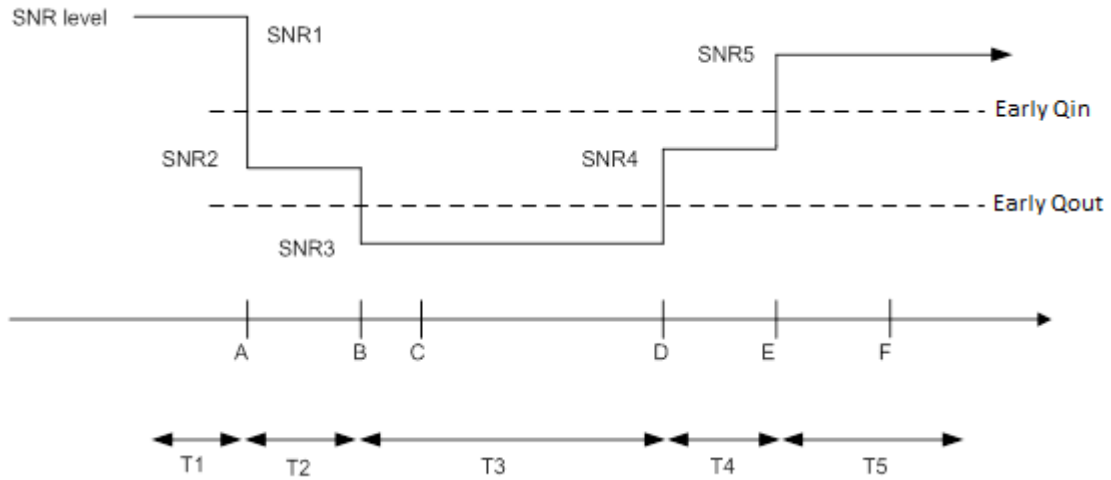 SNR level
SNR1
SNR5
Early Qin
SNR2
SNR4
Early Qout
SNR3
A B C D E F
T1 T2 T3 T4 T5